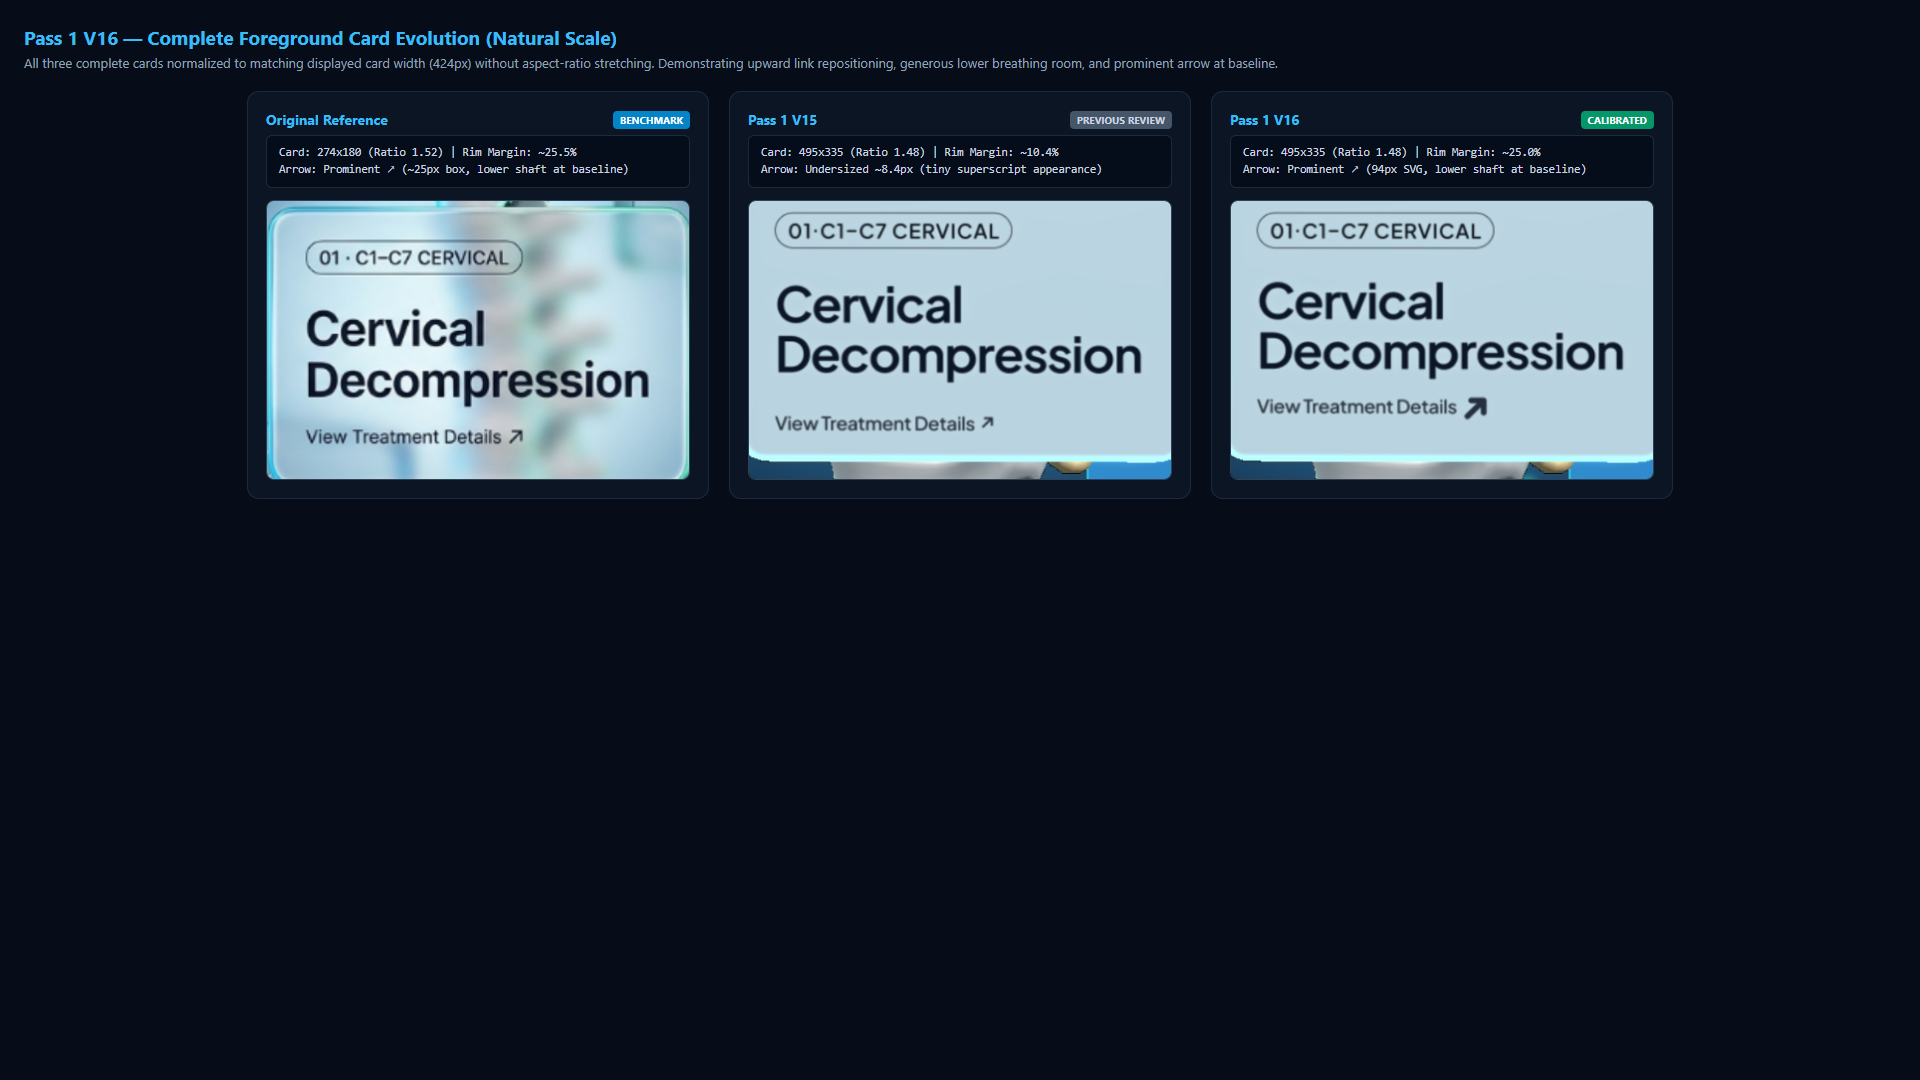 Pass 1 V16 — Complete Foreground Card Evolution (Natural Scale)
All three complete cards normalized to matching displayed card width (424px) without aspect-ratio stretching. Demonstrating upward link repositioning, generous lower breathing room, and prominent arrow at baseline.
Original Reference
BENCHMARK
Card: 274x180 (Ratio 1.52) | Rim Margin: ~25.5%
Arrow: Prominent ↗ (~25px box, lower shaft at baseline)
01 · C1–C7 CERVICAL
Cervical
Decompression
View Treatment Details ↗
Pass 1 V15
PREVIOUS REVIEW
Card: 495x335 (Ratio 1.48) | Rim Margin: ~10.4%
Arrow: Undersized ~8.4px (tiny superscript appearance)
01·C1–C7 CERVICAL
Cervical
Decompression
View Treatment Details ↗
Pass 1 V16
CALIBRATED
Card: 495x335 (Ratio 1.48) | Rim Margin: ~25.0%
Arrow: Prominent ↗ (94px SVG, lower shaft at baseline)
01·C1–C7 CERVICAL
Cervical
Decompression
View Treatment Details ↗